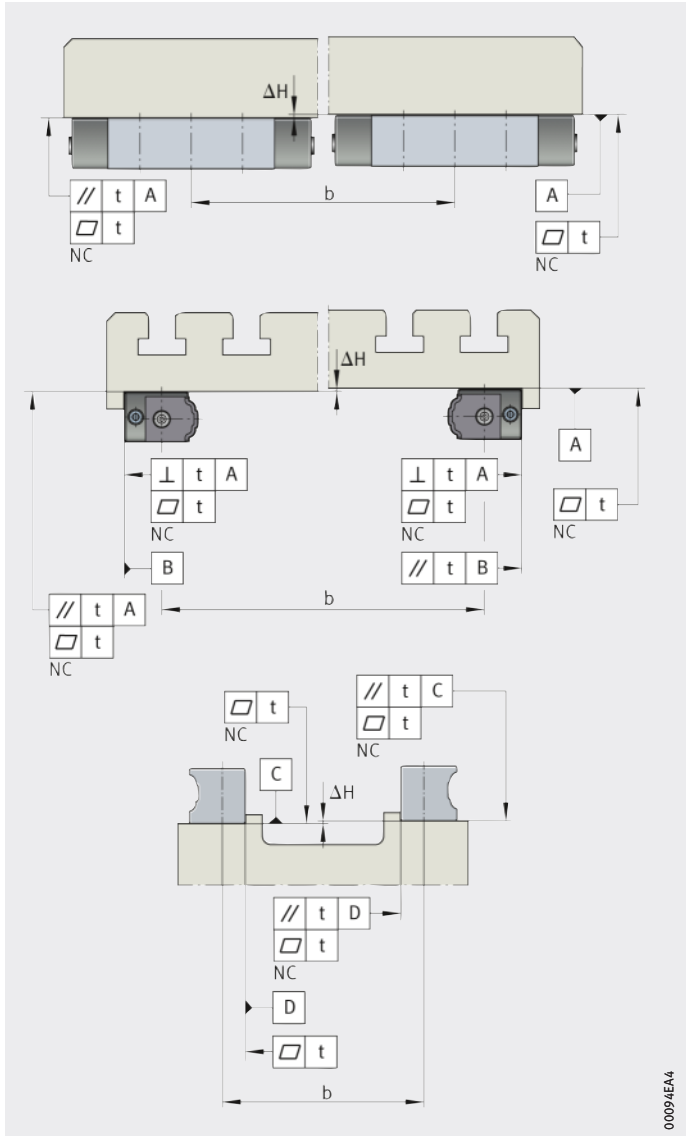 ΔH
// t A
⏥ t
NC
b
A
⏥ t
NC
ΔH
⊥ t A
⏥ t
NC
B
⊥ t A
⏥ t
NC
// t B
A
⏥ t
NC
// t A
⏥ t
NC
b
⏥ t
NC
// t C
⏥ t
NC
C
ΔH
// t D
⏥ t
NC
D
⏥ t
b
00094EA4